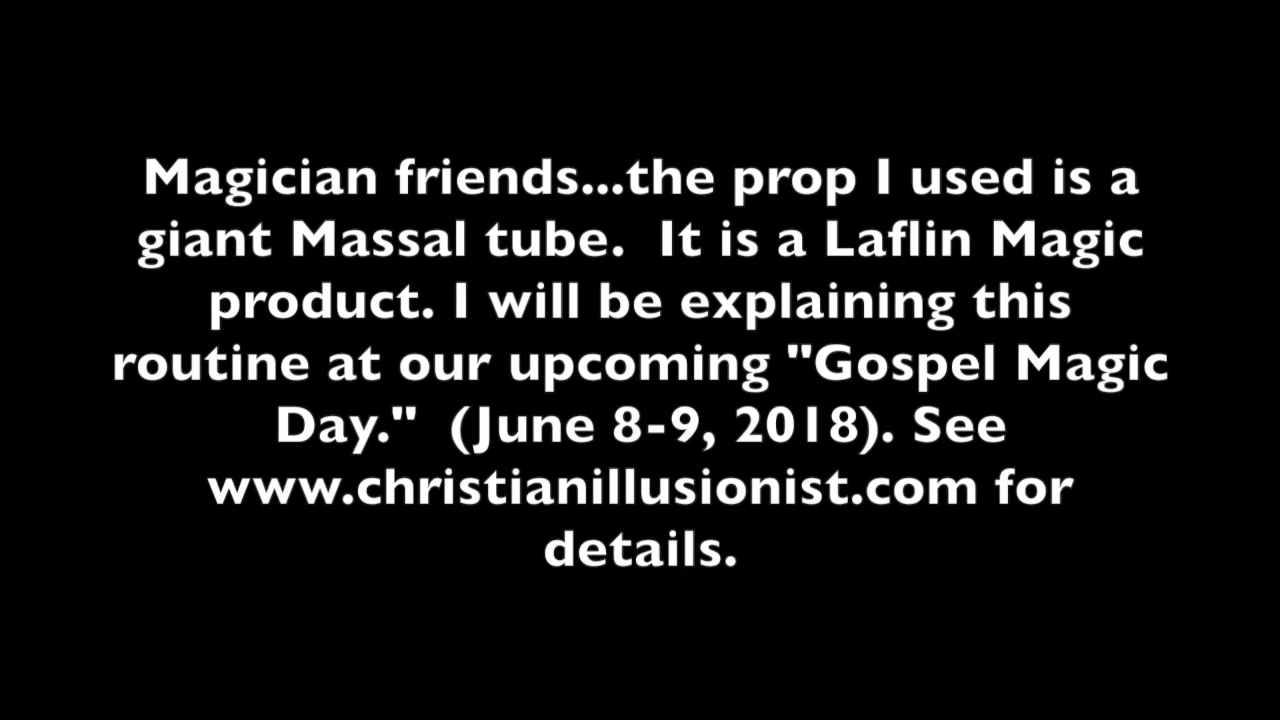 Magician friends...the prop I used is a
giant Massal tube.  It is a Laflin Magic
product. I will be explaining this
routine at our upcoming "Gospel Magic
Day."  (June 8-9, 2018). See
www.christianillusionist.com for
details.